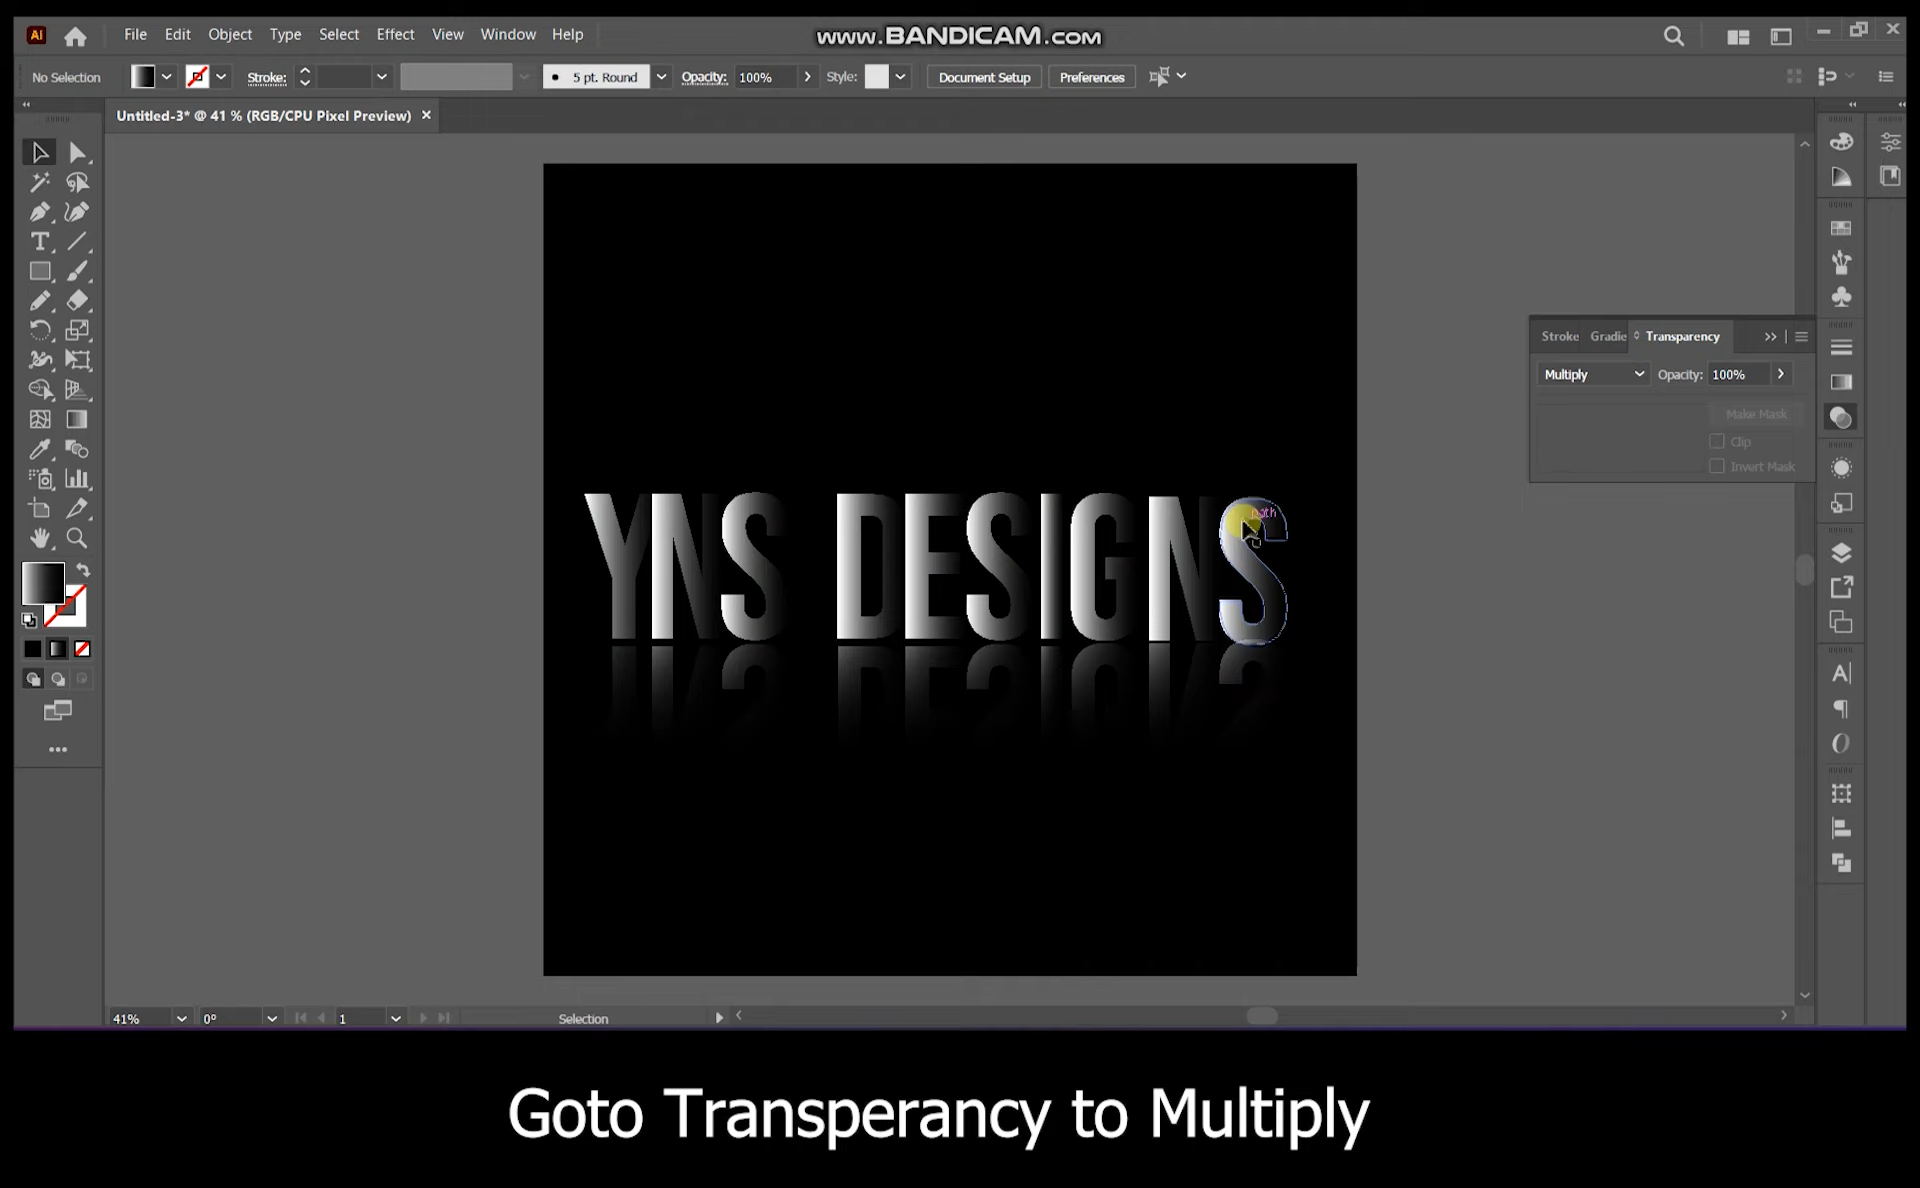 Ai File Edit Object Type Select Effect View Window Help www.BANDICAM.com
No Selection Stroke: 5 pt. Round Opacity: 100% Style: Document Setup Preferences
Untitled-3* @ 41 % (RGB/CPU Pixel Preview) ×
Stroke Gradie Transparency
Multiply Opacity: 100%
Make Mask
Clip
Invert Mask
YNS DESIGNS
path
41% 0° 1 Selection
Goto Transperancy to Multiply